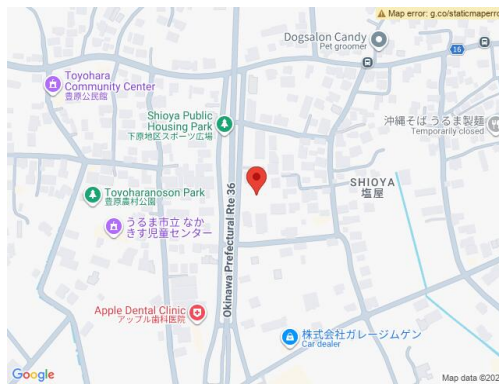 Map error: g.co/staticmaperro
Dogsalon Candy
Pet groomer
16
Toyohara
Community Center
豊原公民館
Shioya Public
Housing Park
下原地区スポーツ広場
沖縄そば うるま製麺
Temporarily closed
SHIOYA
塩屋
Toyoharanoson Park
豊原農村公園
うるま市立 なか
きす児童センター
Okinawa Prefectural Rte 36
Apple Dental Clinic
アップル歯科医院
株式会社ガレージムゲン
Car dealer
Google
Map data ©202